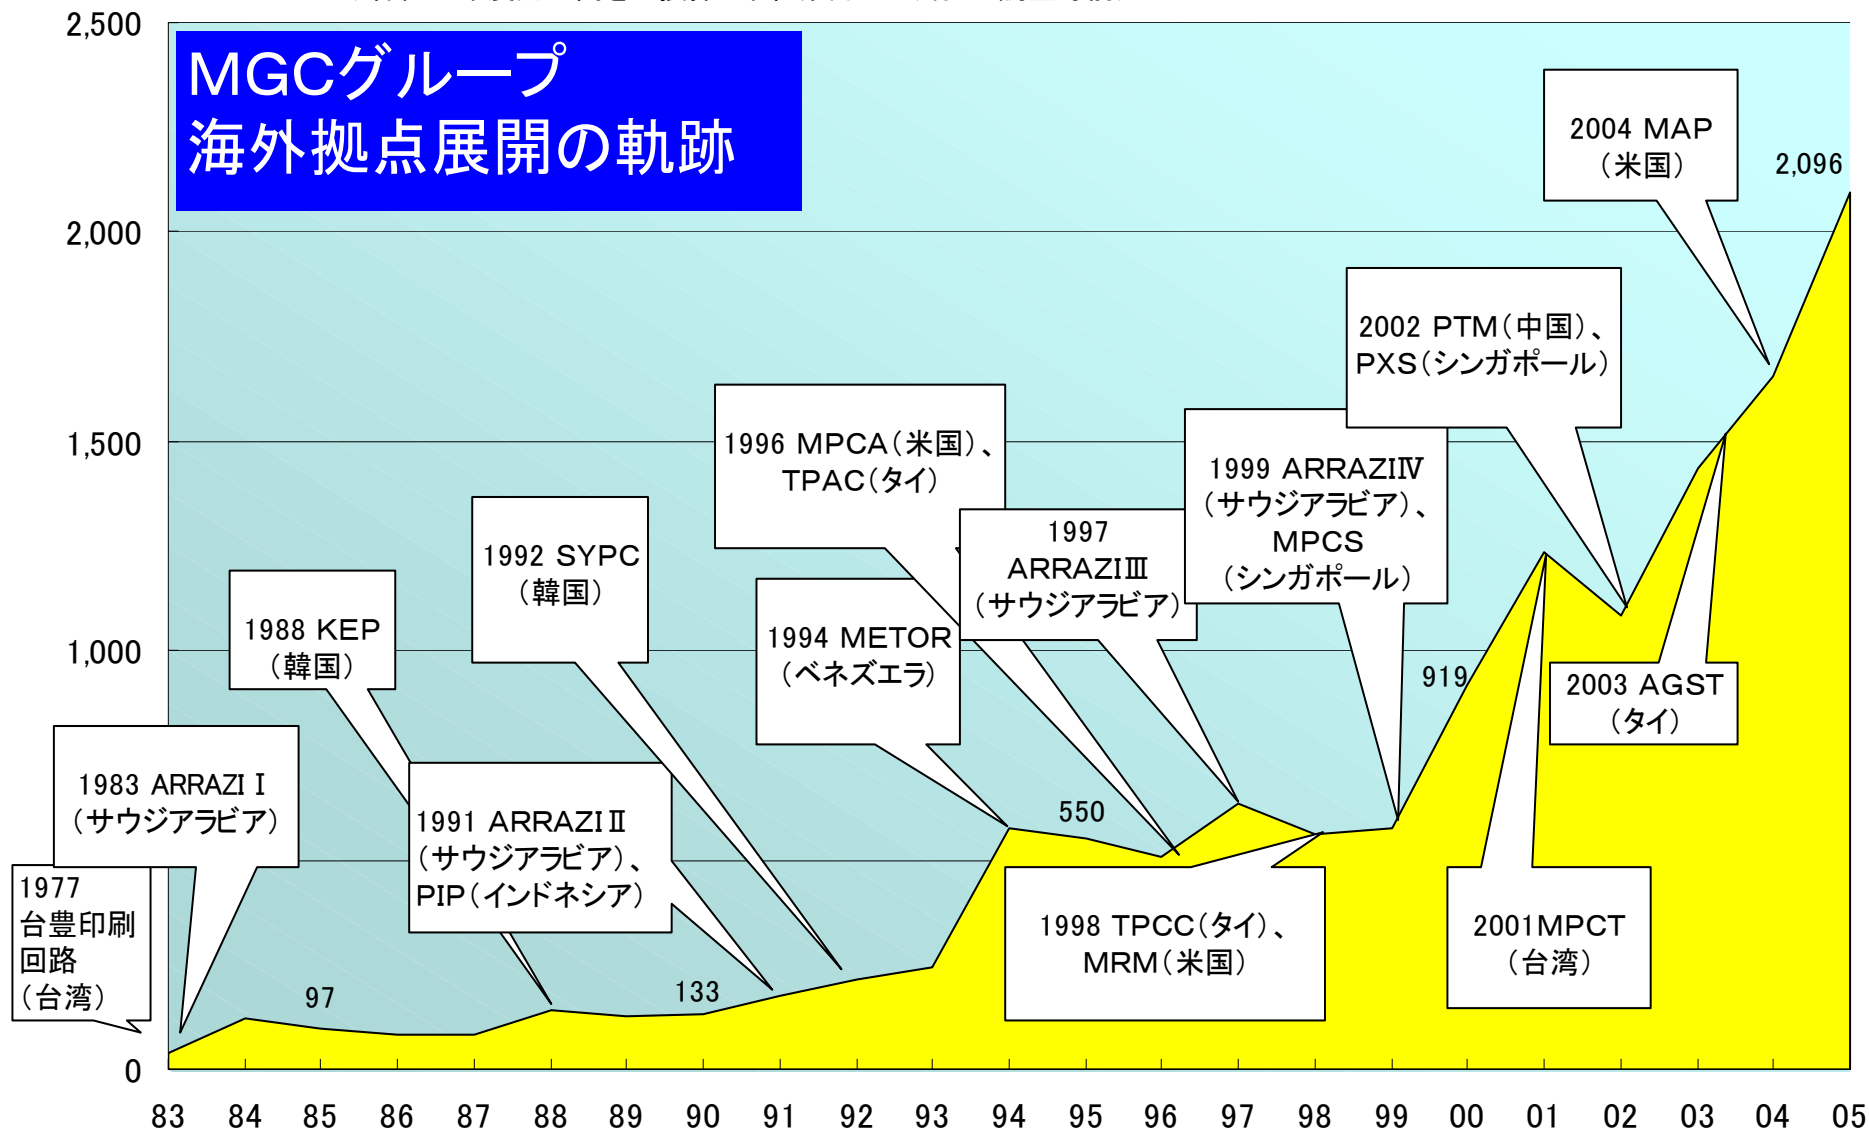 MGCグループ
海外拠点展開の軌跡
2,500
2,000
1,500
1,000
0
1977
台豊印刷
回路
(台湾)
1983 ARRAZIⅠ
(サウジアラビア)
1988 KEP
(韓国)
1991 ARRAZIⅡ
(サウジアラビア)、
PIP(インドネシア)
1992 SYPC
(韓国)
1994 METOR
(ベネズエラ)
1996 MPCA(米国)、
TPAC(タイ)
1997
ARRAZIⅢ
(サウジアラビア)
1998 TPCC(タイ)、
MRM(米国)
1999 ARRAZIⅣ
(サウジアラビア)、
MPCS
(シンガポール)
2001MPCT
(台湾)
2002 PTM(中国)、
PXS(シンガポール)
2003 AGST
(タイ)
2004 MAP
(米国)
97
133
550
919
2,096
83 84 85 86 87 88 89 90 91 92 93 94 95 96 97 98 99 00 01 02 03 04 05